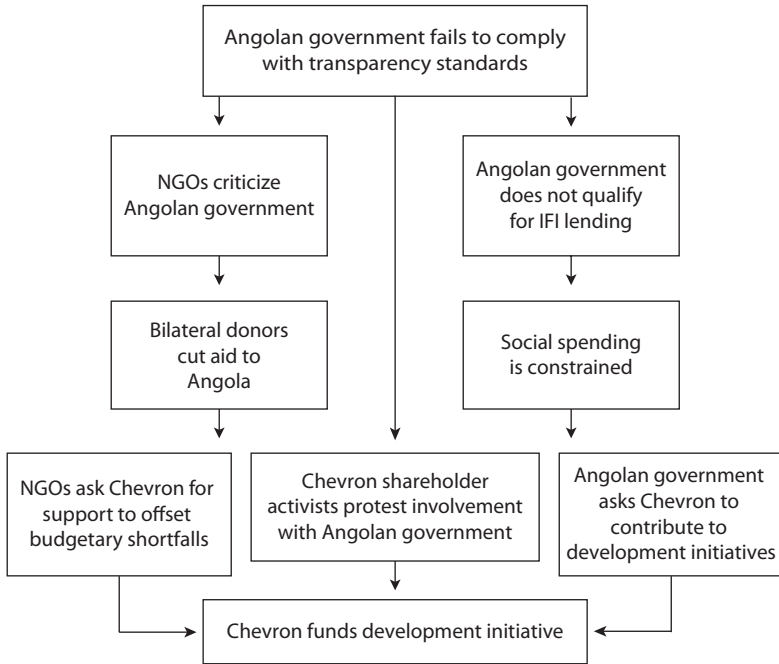 Angolan government fails to comply
with transparency standards
NGOs criticize
Angolan government
Angolan government
does not qualify
for IFI lending
Bilateral donors
cut aid to
Angola
Social spending
is constrained
NGOs ask Chevron for
support to offset
budgetary shortfalls
Chevron shareholder
activists protest involvement
with Angolan government
Angolan government
asks Chevron to
contribute to
development initiatives
Chevron funds development initiative